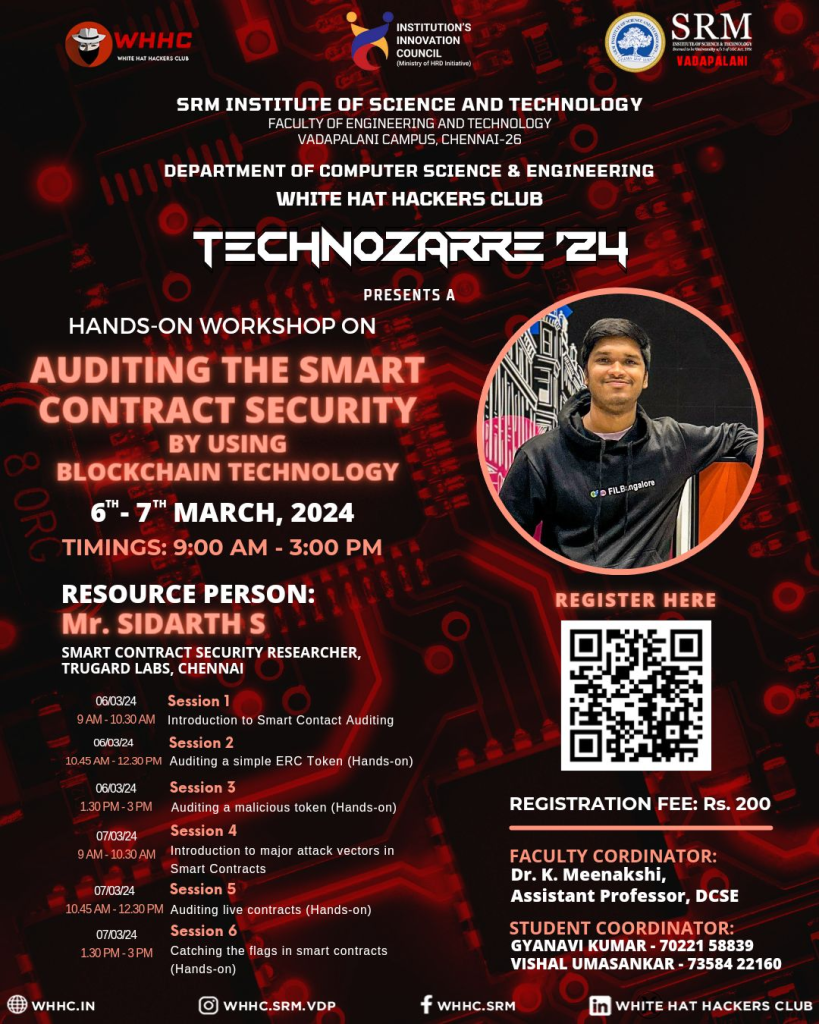 WHHC
WHITE HAT HACKERS CLUB
INSTITUTION'S
INNOVATION
COUNCIL
(Ministry of HRD Initiative)
SRM
INSTITUTE OF SCIENCE & TECHNOLOGY
VADAPALANI
SRM INSTITUTE OF SCIENCE AND TECHNOLOGY
FACULTY OF ENGINEERING AND TECHNOLOGY
VADAPALANI CAMPUS, CHENNAI-26
DEPARTMENT OF COMPUTER SCIENCE & ENGINEERING
WHITE HAT HACKERS CLUB
TECHNOZARRE '24
PRESENTS A
HANDS-ON WORKSHOP ON
AUDITING THE SMART
CONTRACT SECURITY
BY USING
BLOCKCHAIN TECHNOLOGY
6TH - 7TH MARCH, 2024
TIMINGS: 9:00 AM - 3:00 PM
FILBangalore
RESOURCE PERSON:
Mr. SIDARTH S
SMART CONTRACT SECURITY RESEARCHER,
TRUGARD LABS, CHENNAI
06/03/24 Session 1
9 AM - 10.30 AM Introduction to Smart Contact Auditing
06/03/24 Session 2
10.45 AM - 12.30 PM Auditing a simple ERC Token (Hands-on)
06/03/24 Session 3
1.30 PM - 3 PM Auditing a malicious token (Hands-on)
07/03/24 Session 4
9 AM - 10.30 AM Introduction to major attack vectors in
Smart Contracts
07/03/24 Session 5
10.45 AM - 12.30 PM Auditing live contracts (Hands-on)
07/03/24 Session 6
1.30 PM - 3 PM Catching the flags in smart contracts
(Hands-on)
REGISTER HERE
REGISTRATION FEE: Rs. 200
FACULTY CORDINATOR:
Dr. K. Meenakshi,
Assistant Professor, DCSE
STUDENT COORDINATOR:
GYANAVI KUMAR - 70221 58839
VISHAL UMASANKAR - 73584 22160
WHHC.IN
WHHC.SRM.VDP
WHHC.SRM
WHITE HAT HACKERS CLUB
8 ORG